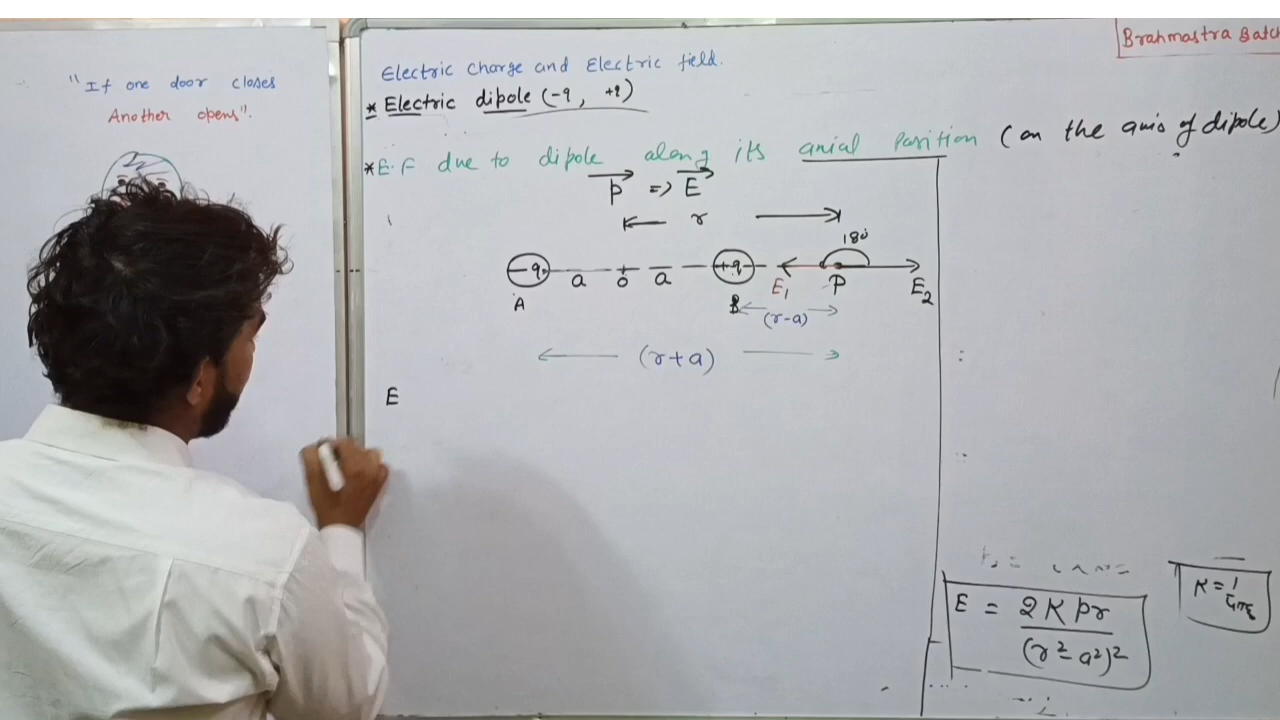 Brahmastra Batch
"If one door closes
Another opens".
Electric Charge and Electric field.
* Electric dipole (-q, +q)
* E.F due to dipole along its axial Position (on the axis of dipole)
p => E
r
180
-q a o a +q E₁ P E₂
A B
(r-a)
(r+a)
E
E = 2Kpr / (r² - a²)²
K = 1/4πε